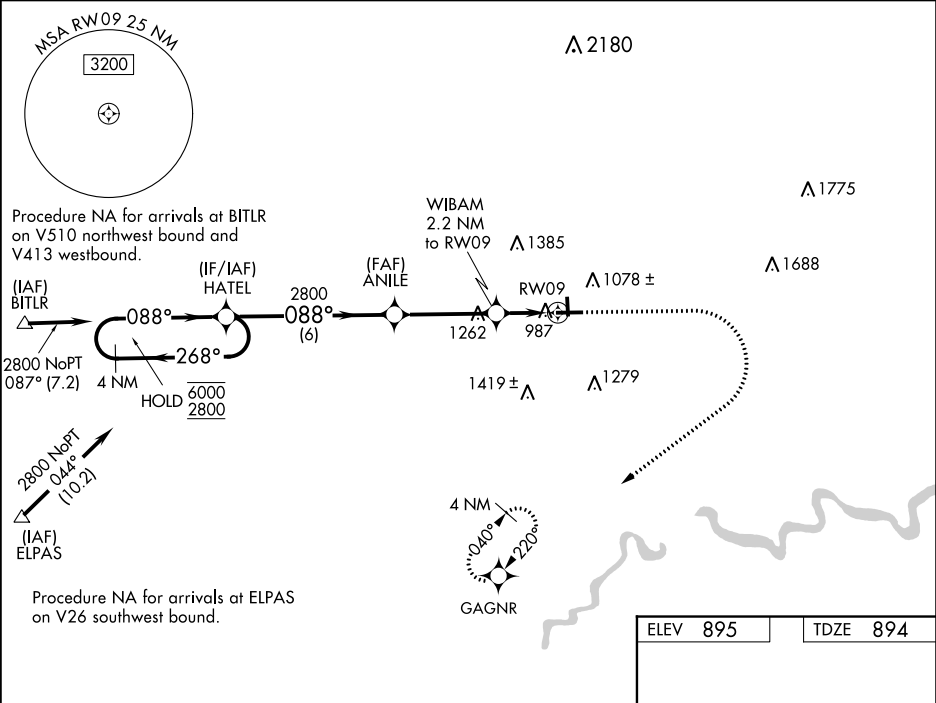 MSA RW09 25 NM
3200
2180
1775
Procedure NA for arrivals at BITLR
on V510 northwest bound and
V413 westbound.
WIBAM
2.2 NM
to RW09
1385
1688
(IAF)
BITLR
(IF/IAF)
HATEL
(FAF)
ANILE
RW09
1078 ±
2800
088°
(6)
088°
1262
987
2800 NoPT
087° (7.2)
4 NM
268°
HOLD
6000
2800
1419 ±
1279
2800 NoPT
044°
(10.2)
(IAF)
ELPAS
4 NM
040°
220°
GAGNR
Procedure NA for arrivals at ELPAS
on V26 southwest bound.
ELEV 895
TDZE 894